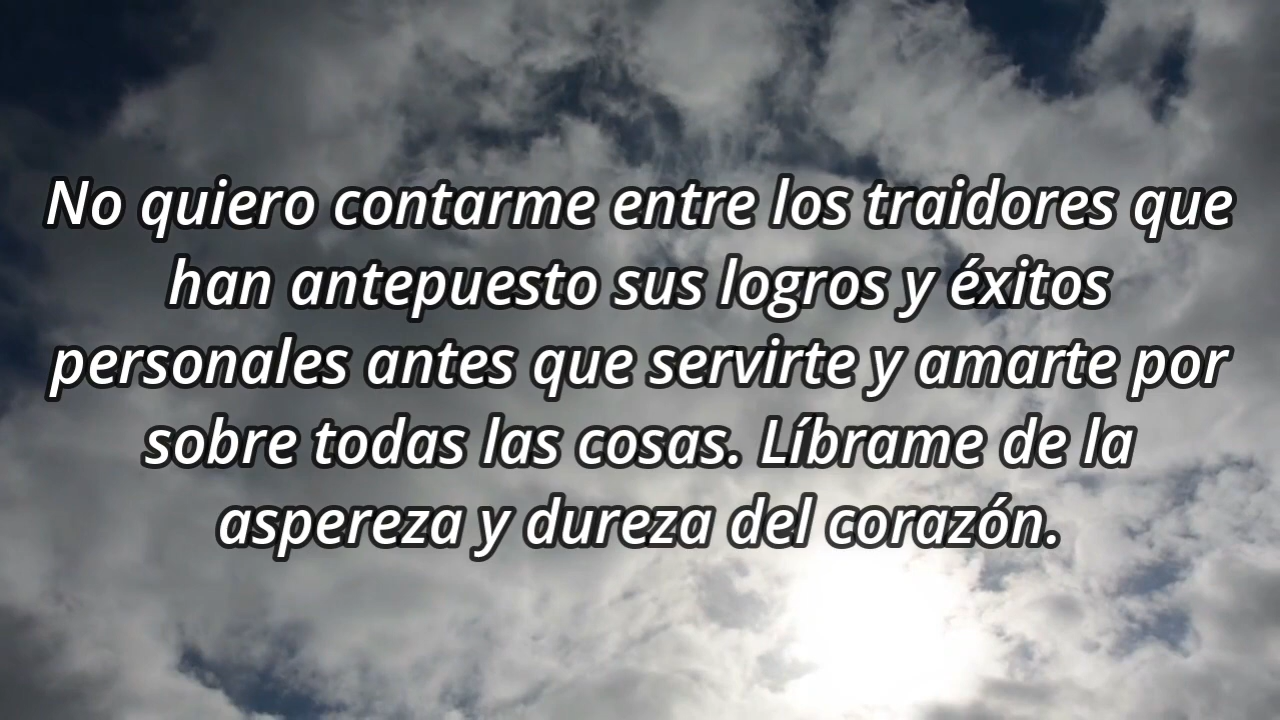 No quiero contarme entre los traidores que
han antepuesto sus logros y éxitos
personales antes que servirte y amarte por
sobre todas las cosas. Líbrame de la
aspereza y dureza del corazón.